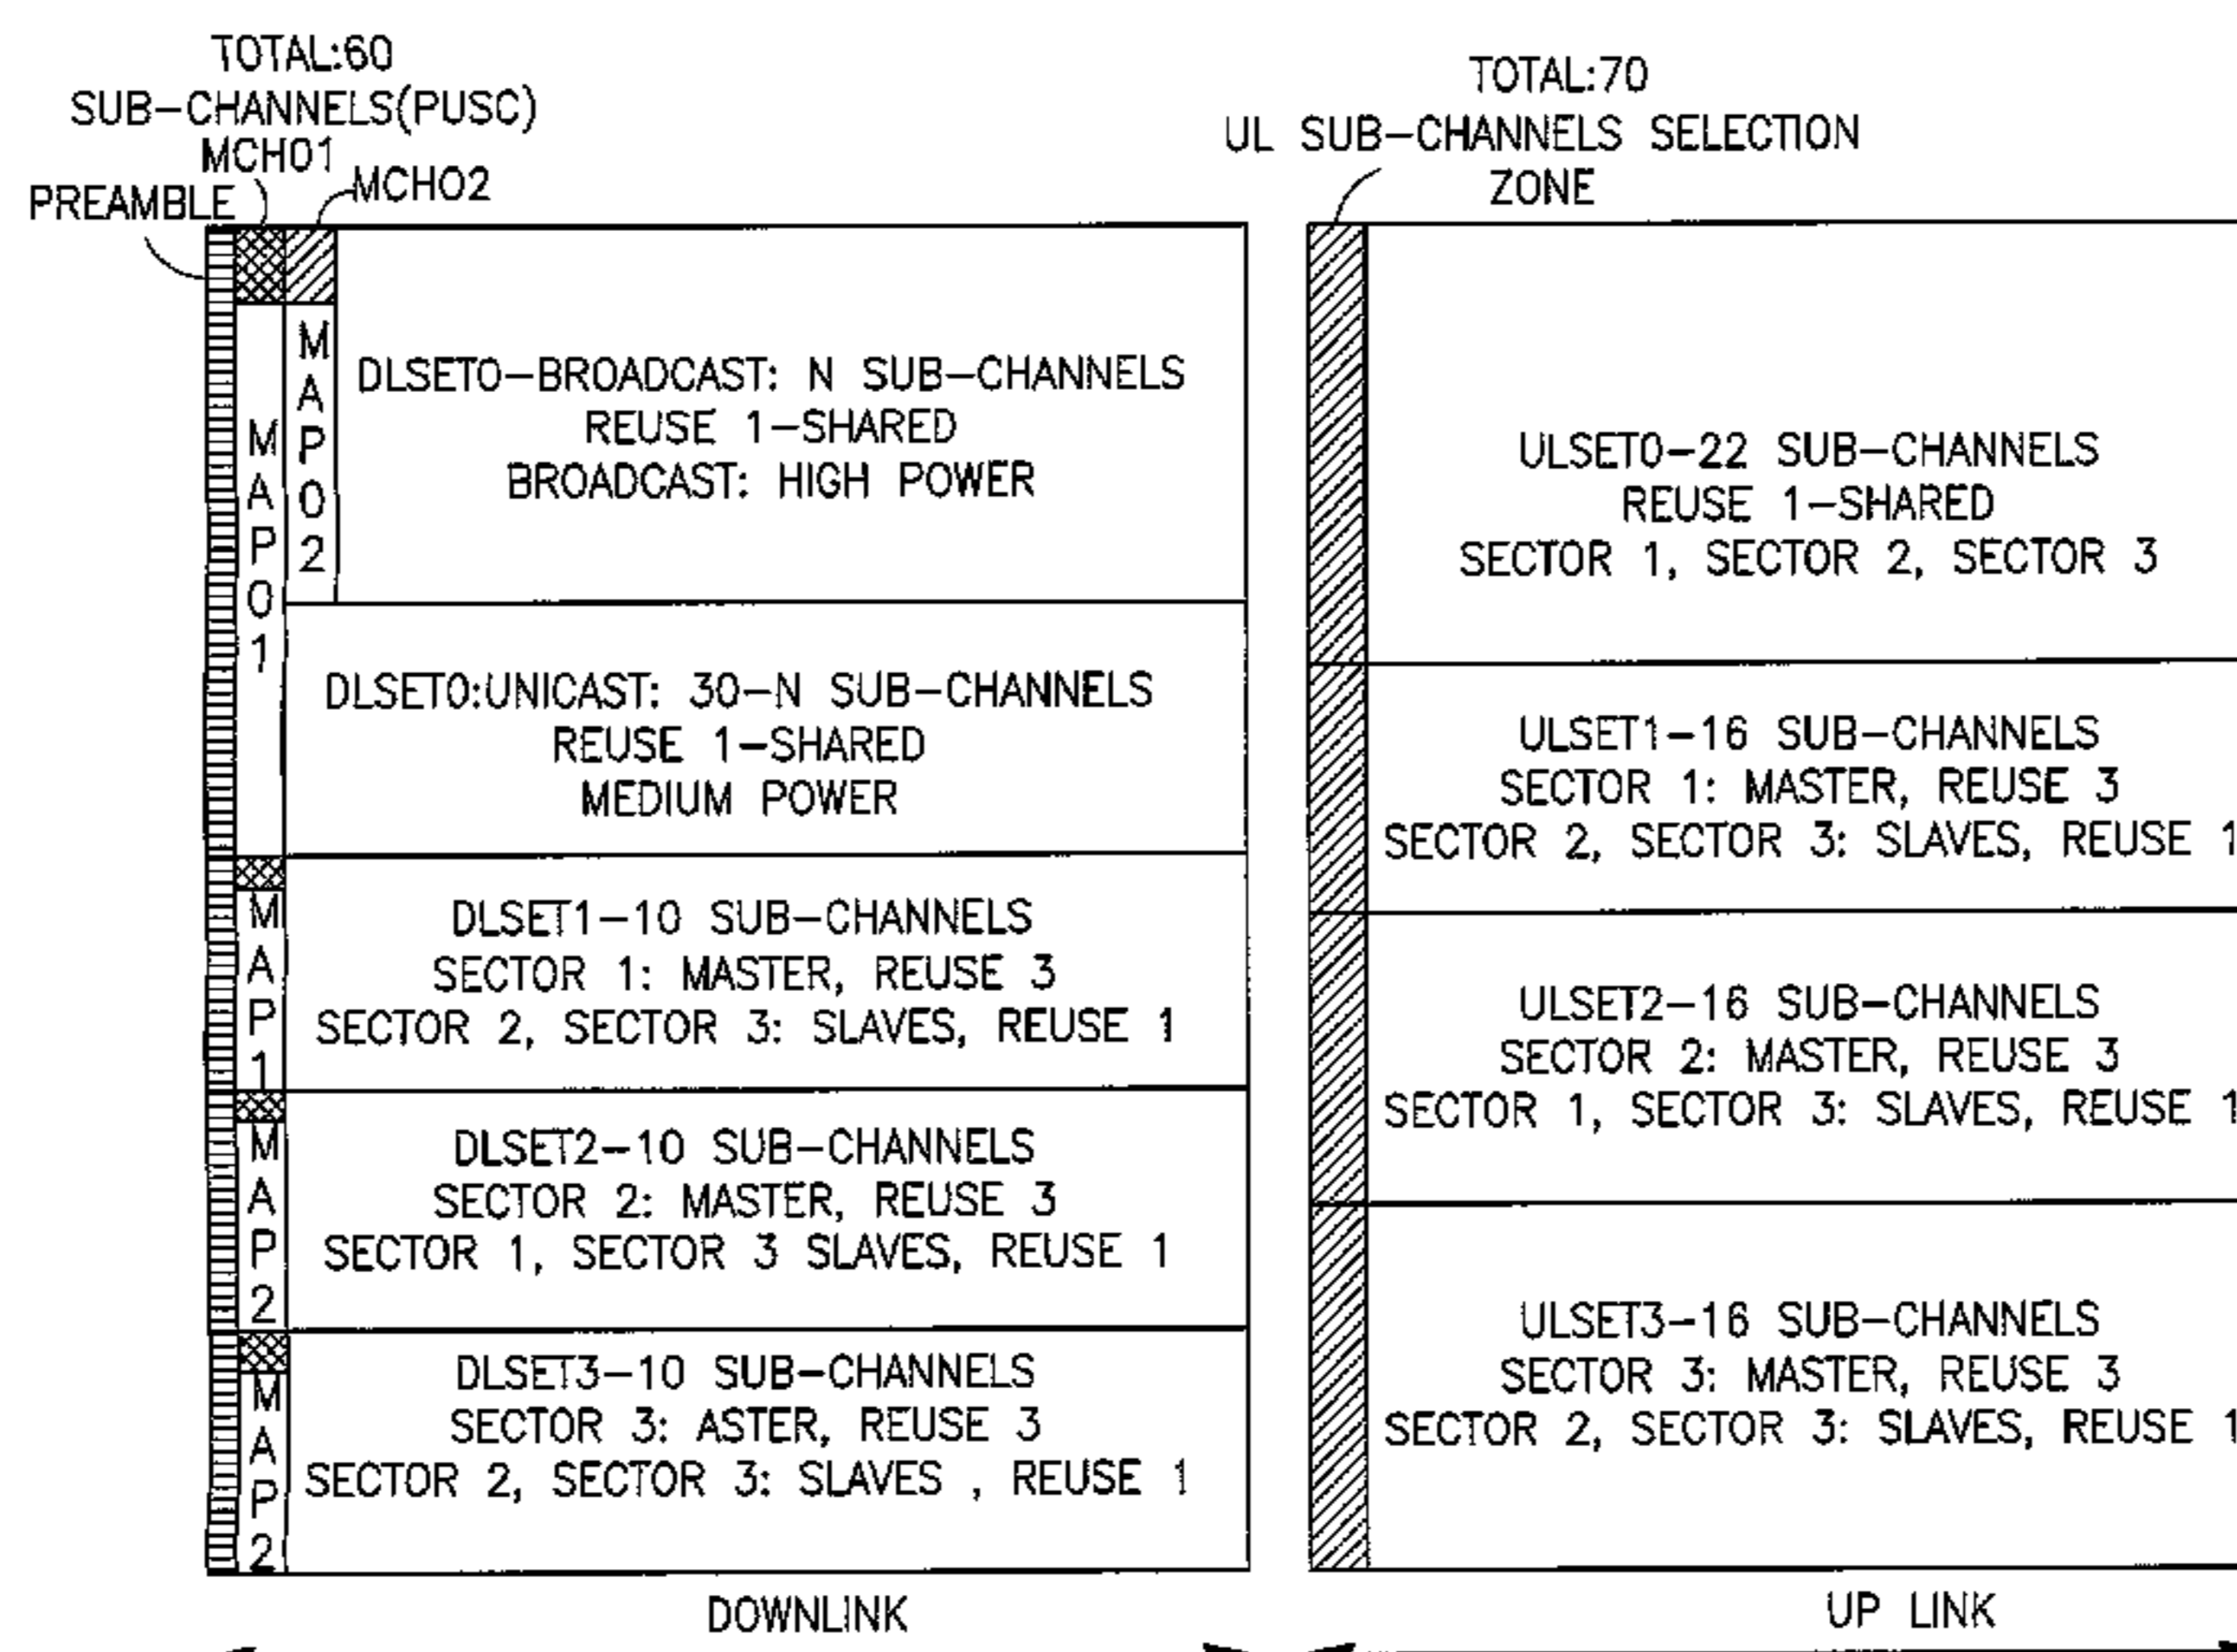 TOTAL:60
SUB-CHANNELS(PUSC)
MCH01
MCH02
PREAMBLE
MAP01
MAP02
DLSET0-BROADCAST: N SUB-CHANNELS
REUSE 1-SHARED
BROADCAST: HIGH POWER
DLSET0:UNICAST: 30-N SUB-CHANNELS
REUSE 1-SHARED
MEDIUM POWER
MAP1
DLSET1-10 SUB-CHANNELS
SECTOR 1: MASTER, REUSE 3
SECTOR 2, SECTOR 3: SLAVES, REUSE 1
MAP2
DLSET2-10 SUB-CHANNELS
SECTOR 2: MASTER, REUSE 3
SECTOR 1, SECTOR 3 SLAVES, REUSE 1
MAP2
DLSET3-10 SUB-CHANNELS
SECTOR 3: ASTER, REUSE 3
SECTOR 2, SECTOR 3: SLAVES , REUSE 1
DOWNLINK
TOTAL:70
UL SUB-CHANNELS SELECTION
ZONE
ULSET0-22 SUB-CHANNELS
REUSE 1-SHARED
SECTOR 1, SECTOR 2, SECTOR 3
ULSET1-16 SUB-CHANNELS
SECTOR 1: MASTER, REUSE 3
SECTOR 2, SECTOR 3: SLAVES, REUSE 1
ULSET2-16 SUB-CHANNELS
SECTOR 2: MASTER, REUSE 3
SECTOR 1, SECTOR 3: SLAVES, REUSE 1
ULSET3-16 SUB-CHANNELS
SECTOR 3: MASTER, REUSE 3
SECTOR 2, SECTOR 3: SLAVES, REUSE 1
UP LINK